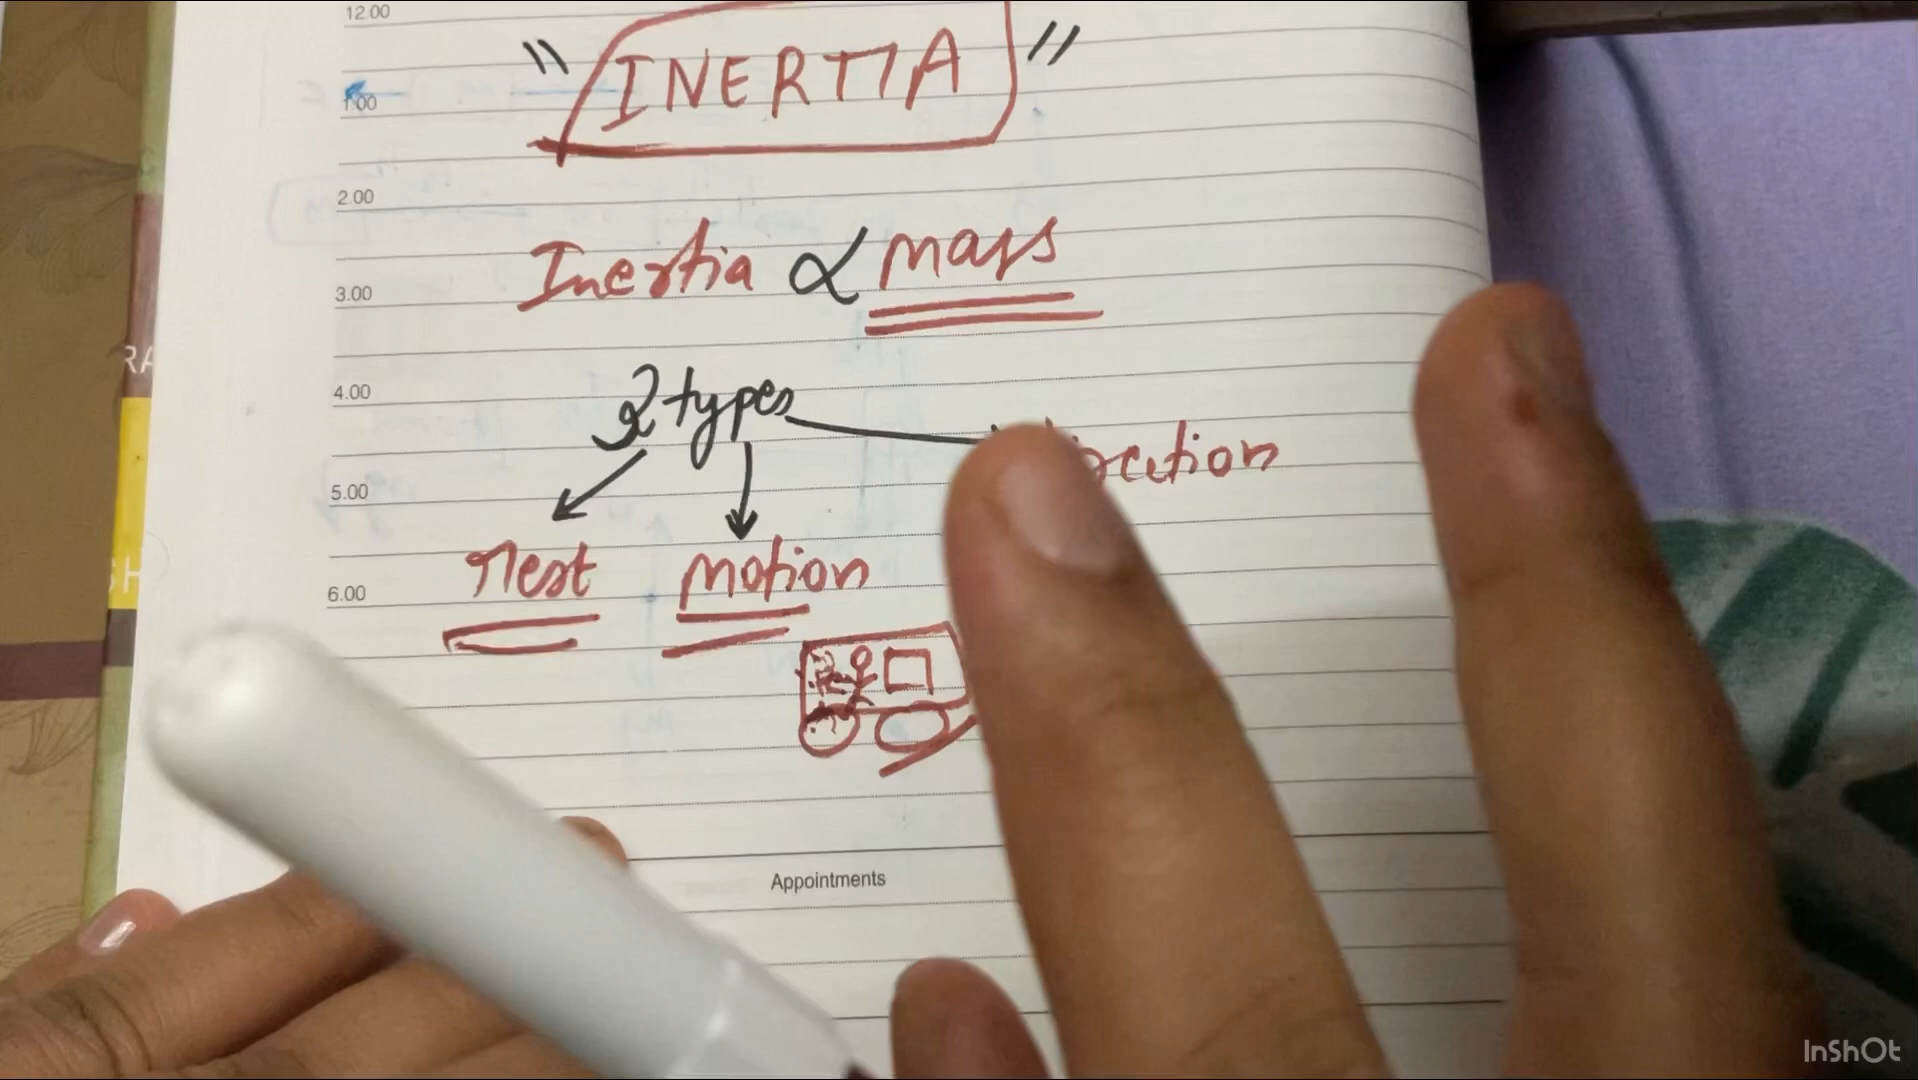 12.00
" INERTIA "
1.00
2.00
Inertia ∝ mass
3.00
4.00
types
5.00
rest motion
6.00
Appointments
InShOt